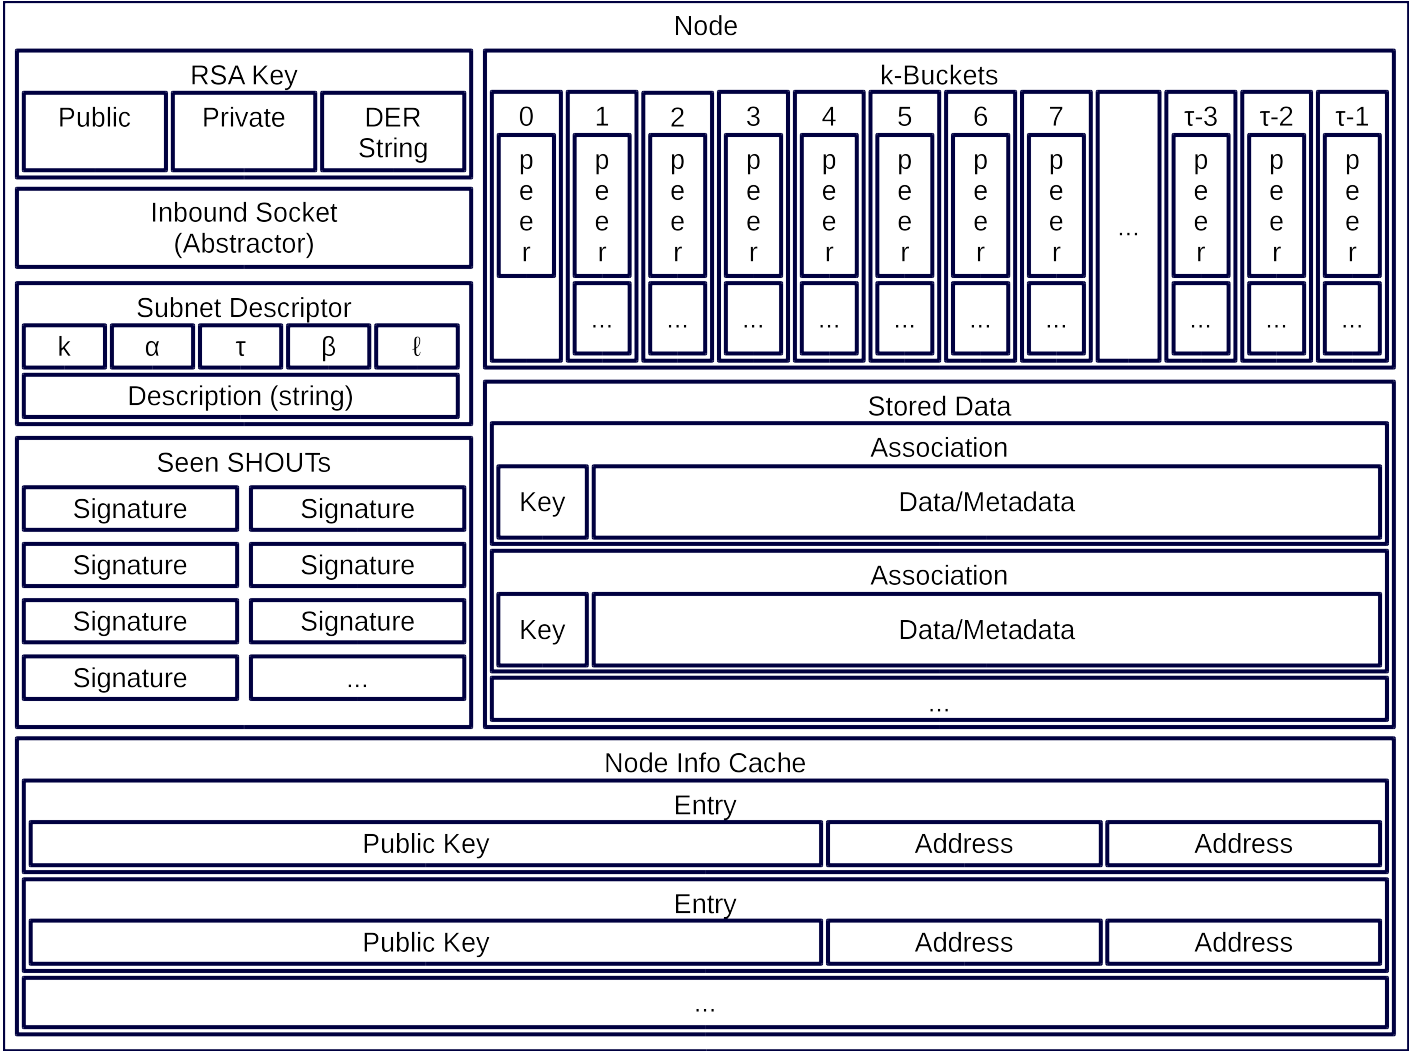 Node
RSA Key
Public Private DER
String
Inbound Socket
(Abstractor)
Subnet Descriptor
k α τ β ℓ
Description (string)
Seen SHOUTs
Signature Signature
Signature Signature
Signature Signature
Signature ...
k-Buckets
0 1 2 3 4 5 6 7 ... τ-3 τ-2 τ-1
p p p p p p p p p p p
e e e e e e e e e e e
e e e e e e e e e e e
r r r r r r r r r r r
... ... ... ... ... ... ... ... ... ...
Stored Data
Association
Key Data/Metadata
Association
Key Data/Metadata
...
Node Info Cache
Entry
Public Key Address Address
Entry
Public Key Address Address
...